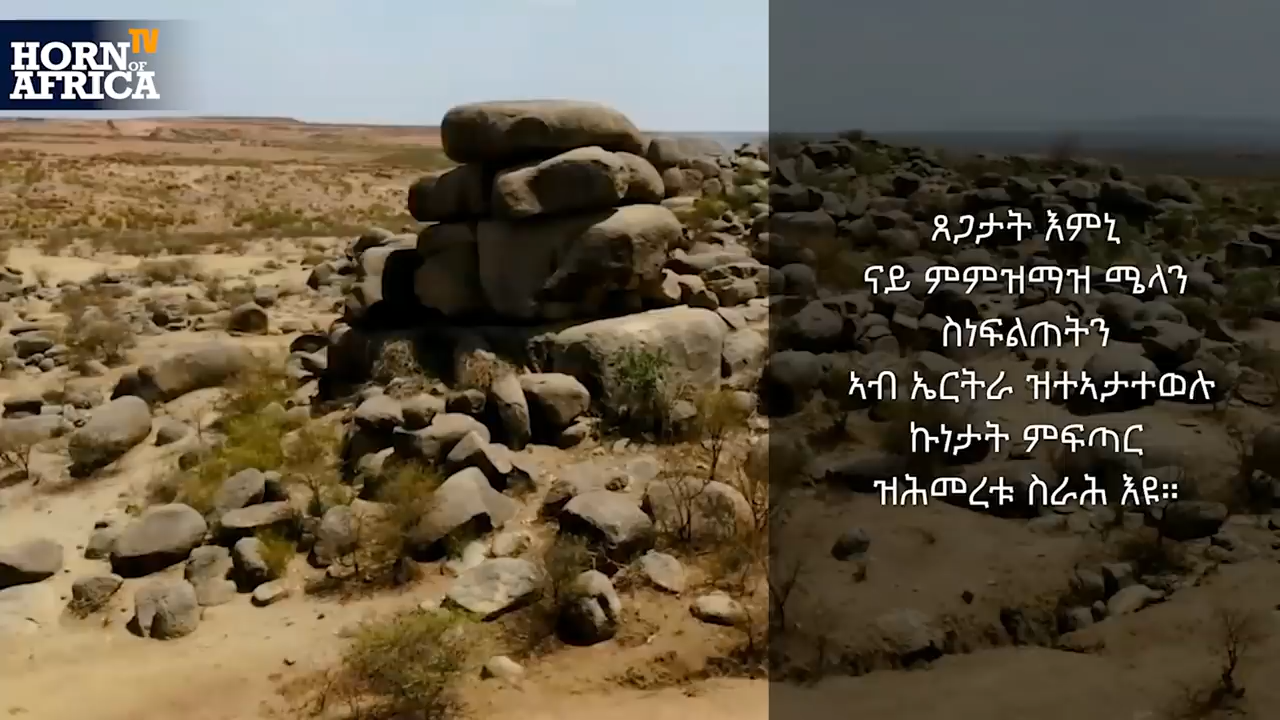 HORN OF AFRICA TV
ጸጋታት እምኒ
ናይ ምምዝማዝ ሜላን
ስነፍልጠትን
ኣብ ኤርትራ ዝተኣታተወሉ
ኩነታት ምፍጣር
ዝሕመረቱ ስራሕ እዩ።